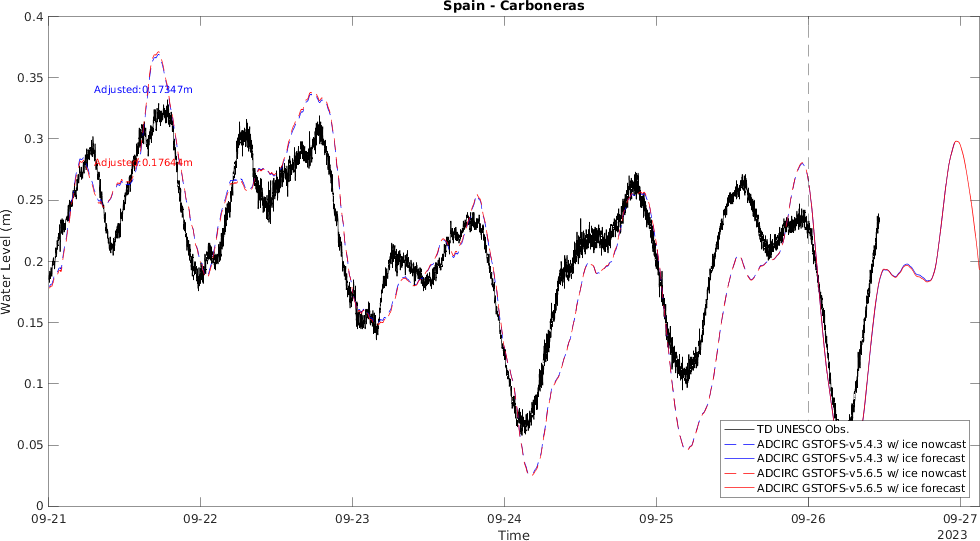 Spain - Carboneras
0.4
0.35
0.3
0.25
0.2
0.15
0.1
0.05
0
Water Level (m)
Adjusted:0.17347m
Adjusted:0.17644m
TD UNESCO Obs.
ADCIRC GSTOFS-v5.4.3 w/ ice nowcast
ADCIRC GSTOFS-v5.4.3 w/ ice forecast
ADCIRC GSTOFS-v5.6.5 w/ ice nowcast
ADCIRC GSTOFS-v5.6.5 w/ ice forecast
09-21 09-22 09-23 09-24 09-25 09-26 09-27
Time
2023